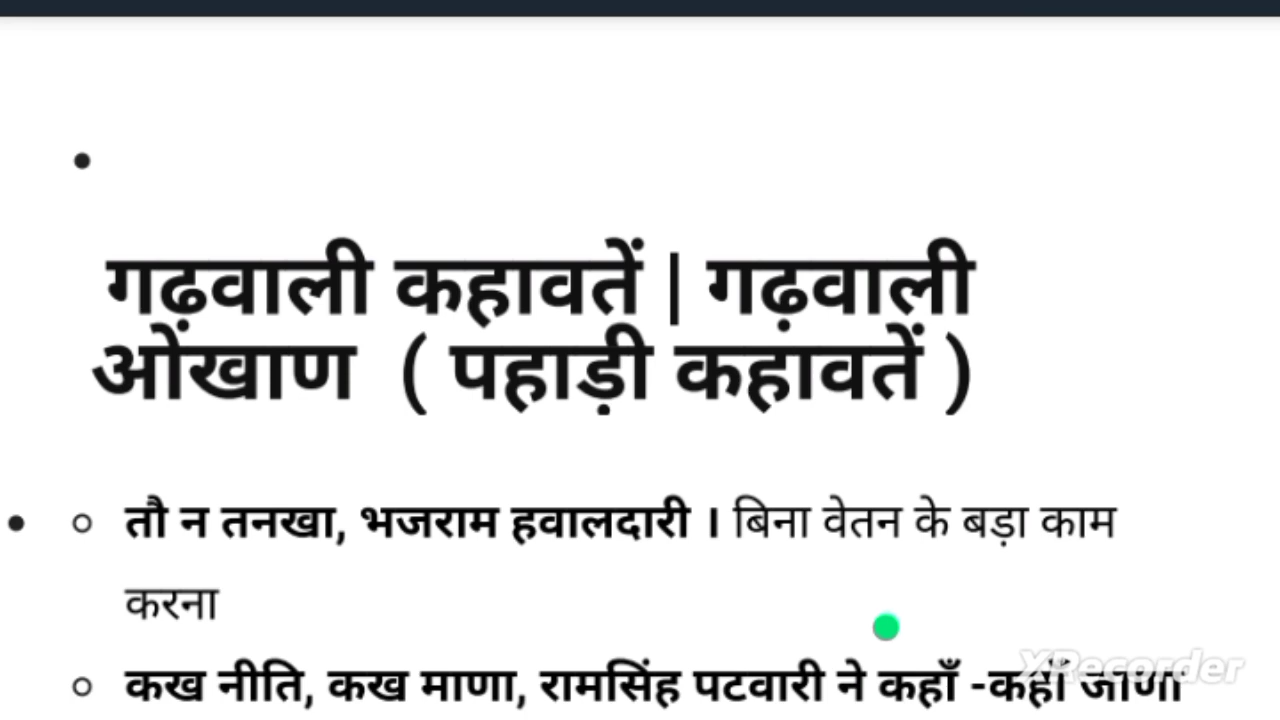 गढ़वाली कहावतें | गढ़वाली
ओखाण ( पहाड़ी कहावतें )
तौ न तनखा, भजराम हवालदारी । बिना वेतन के बड़ा काम
करना
कख नीति, कख माणा, रामसिंह पटवारी ने कहाँ -कहाँ जाणा
XRecorder